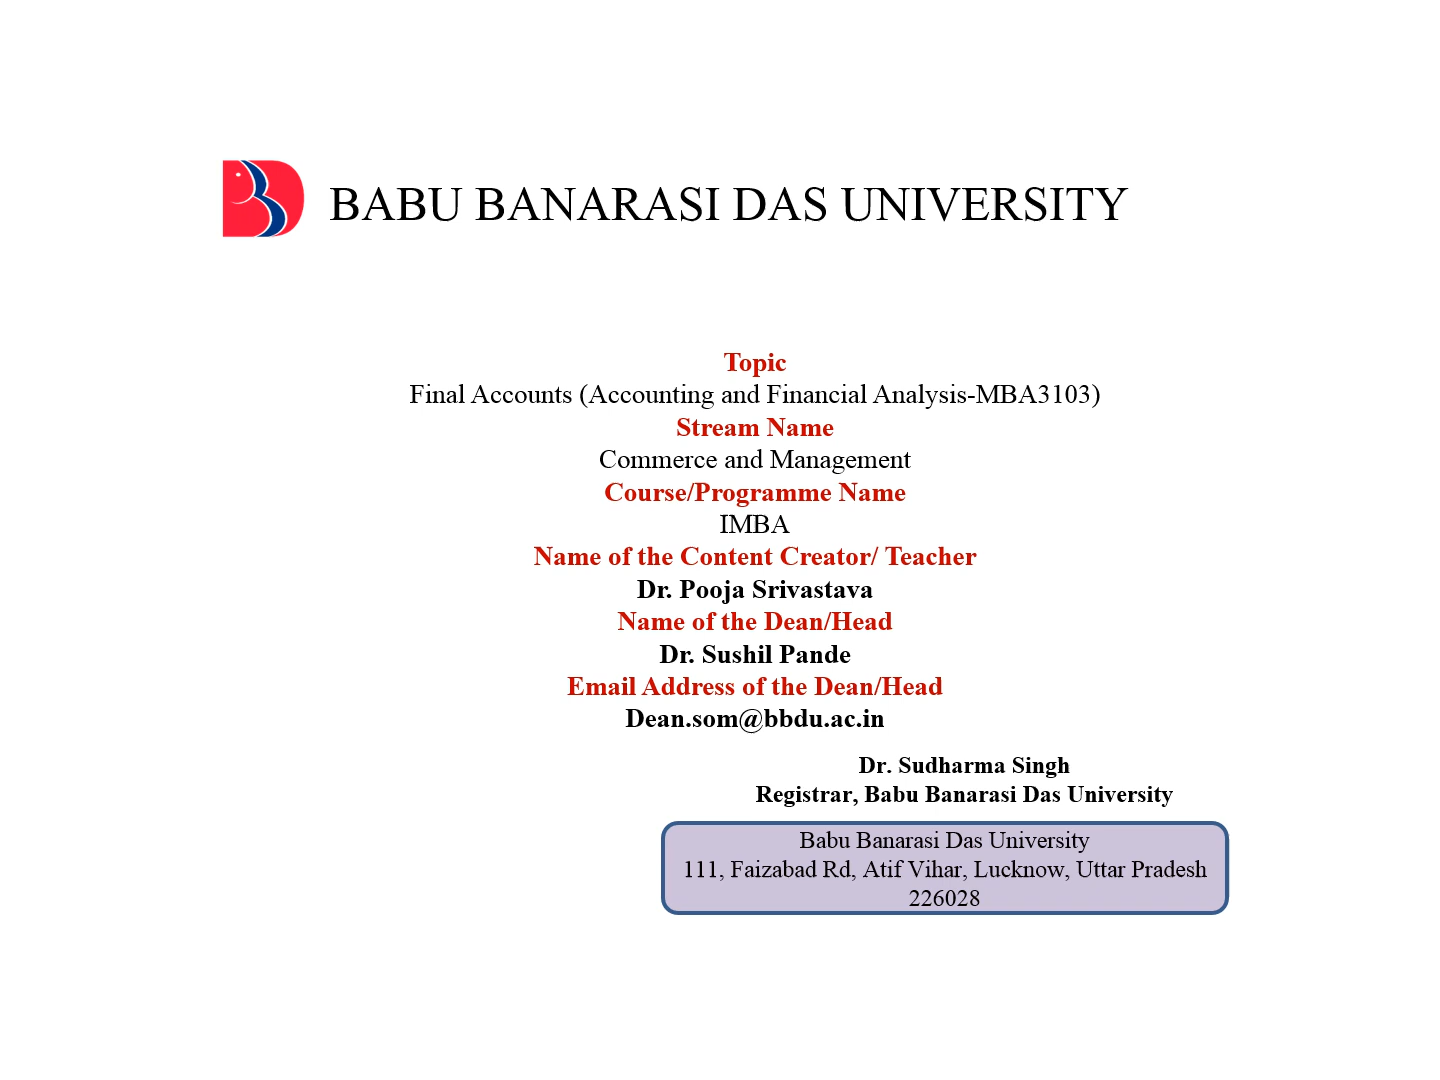 BABU BANARASI DAS UNIVERSITY
Topic
Final Accounts (Accounting and Financial Analysis-MBA3103)
Stream Name
Commerce and Management
Course/Programme Name
IMBA
Name of the Content Creator/ Teacher
Dr. Pooja Srivastava
Name of the Dean/Head
Dr. Sushil Pande
Email Address of the Dean/Head
Dean.som@bbdu.ac.in
Dr. Sudharma Singh
Registrar, Babu Banarasi Das University
Babu Banarasi Das University
111, Faizabad Rd, Atif Vihar, Lucknow, Uttar Pradesh
226028